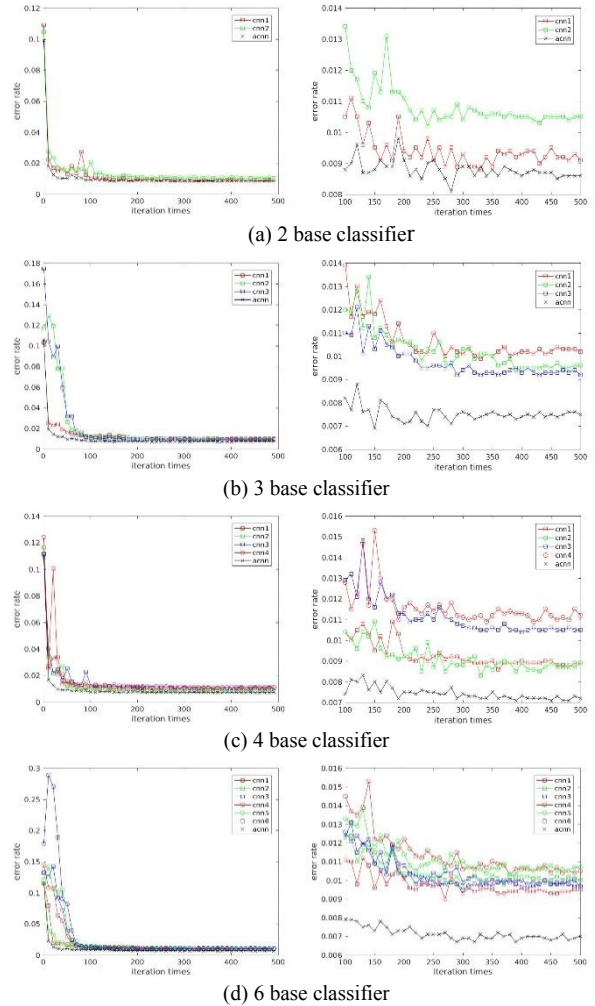 0.12
0.1
0.08
0.06
0.04
0.02
0
error rate
0 100 200 300 400 500
iteration times
cnn1
cnn2
acnn
0.014
0.013
0.012
0.011
0.01
0.009
0.008
error rate
100 150 200 250 300 350 400 450 500
iteration times
cnn1
cnn2
acnn
(a) 2 base classifier
0.18
0.16
0.14
0.12
0.1
0.08
0.06
0.04
0.02
0
error rate
0 100 200 300 400 500
iteration times
cnn1
cnn2
cnn3
acnn
0.014
0.013
0.012
0.011
0.01
0.009
0.008
0.007
0.006
error rate
100 150 200 250 300 350 400 450 500
iteration times
cnn1
cnn2
cnn3
acnn
(b) 3 base classifier
0.14
0.12
0.1
0.08
0.06
0.04
0.02
0
error rate
0 100 200 300 400 500
iteration times
cnn1
cnn2
cnn3
cnn4
acnn
0.016
0.015
0.014
0.013
0.012
0.011
0.01
0.009
0.008
0.007
error rate
100 150 200 250 300 350 400 450 500
iteration times
cnn1
cnn2
cnn3
cnn4
acnn
(c) 4 base classifier
0.3
0.25
0.2
0.15
0.1
0.05
0
error rate
0 100 200 300 400 500
iteration times
cnn1
cnn2
cnn3
cnn4
cnn5
cnn6
acnn
0.016
0.015
0.014
0.013
0.012
0.011
0.01
0.009
0.008
0.007
0.006
error rate
100 150 200 250 300 350 400 450 500
iteration times
cnn1
cnn2
cnn3
cnn4
cnn5
cnn6
acnn
(d) 6 base classifier